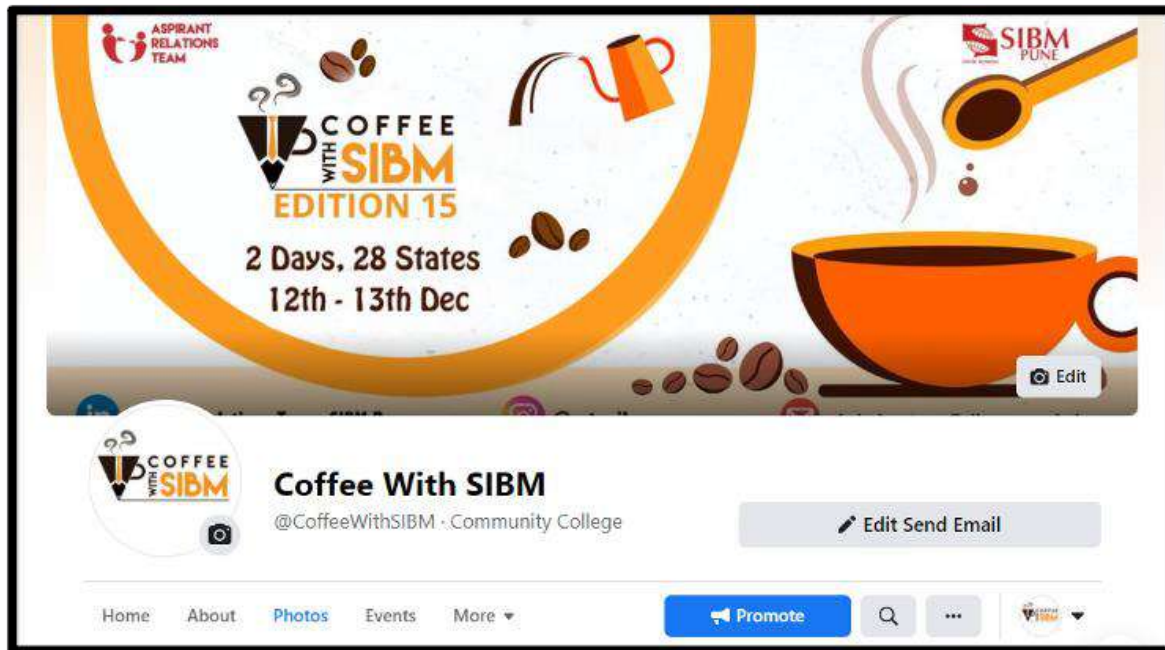 ASPIRANT
RELATIONS
TEAM
SIBM
PUNE
COFFEE
WITH
SIBM
EDITION 15
2 Days, 28 States
12th - 13th Dec
Edit
COFFEE
WITH
SIBM
Coffee With SIBM
@CoffeeWithSIBM · Community College
Edit Send Email
Home About Photos Events More
Promote